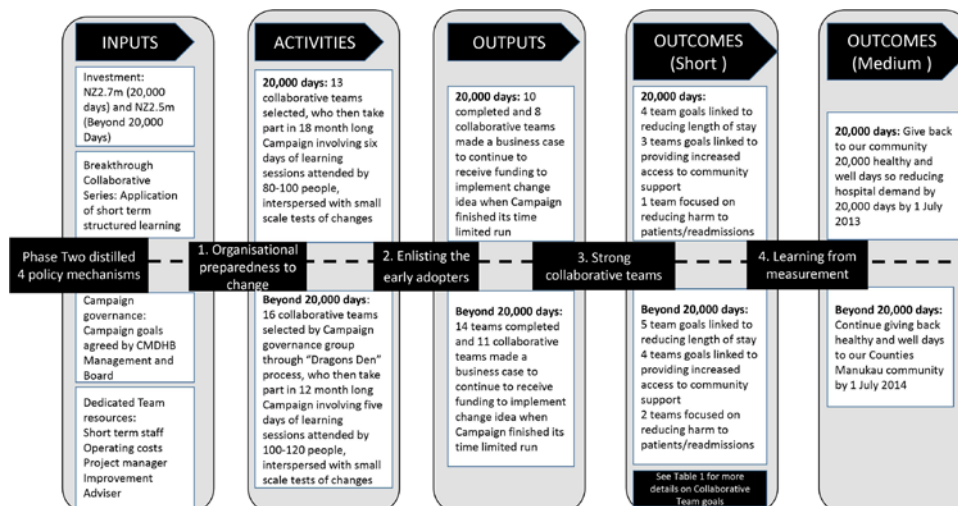 INPUTS
Investment:
NZ2.7m (20,000
days) and NZ2.5m
(Beyond 20,000
Days)
Breakthrough
Collaborative
Series: Application
of short term
structured learning
Phase Two distilled
4 policy mechanisms
Campaign
governance:
Campaign goals
agreed by CMDHB
Management and
Board
Dedicated Team
resources:
Short term staff
Operating costs
Project manager
Improvement
Adviser
ACTIVITIES
20,000 days: 13
collaborative teams
selected, who then take
part in 18 month long
Campaign involving six
days of learning
sessions attended by
80-100 people,
interspersed with small
scale tests of changes
1. Organisational
preparedness to
change
Beyond 20,000 days:
16 collaborative teams
selected by Campaign
governance group
through "Dragons Den"
process, who then take
part in 12 month long
Campaign involving five
days of learning
sessions attended by
100-120 people,
interspersed with small
scale tests of changes
OUTPUTS
20,000 days: 10
completed and 8
collaborative teams
made a business case
to continue to
receive funding to
implement change
idea when Campaign
finished its time
limited run
2. Enlisting the
early adopters
Beyond 20,000 days:
14 teams completed
and 11 collaborative
teams made a
business case to
continue to receive
funding to implement
change idea when
Campaign finished its
time limited run
OUTCOMES
(Short )
20,000 days:
4 team goals linked to
reducing length of stay
3 teams goals linked to
providing increased
access to community
support
1 team focused on
reducing harm to
patients/readmissions
3. Strong
collaborative teams
Beyond 20,000 days:
5 team goals linked to
reducing length of stay
4 teams goals linked to
providing increased
access to community
support
2 teams focused on
reducing harm to
patients/readmissions
See Table 1 for more
details on Collaborative
Team goals
OUTCOMES
(Medium )
20,000 days: Give back
to our community
20,000 healthy and
well days so reducing
hospital demand by
20,000 days by 1 July
2013
4. Learning from
measurement
Beyond 20,000 days:
Continue giving back
healthy and well days
to our Counties
Manukau community
by 1 July 2014